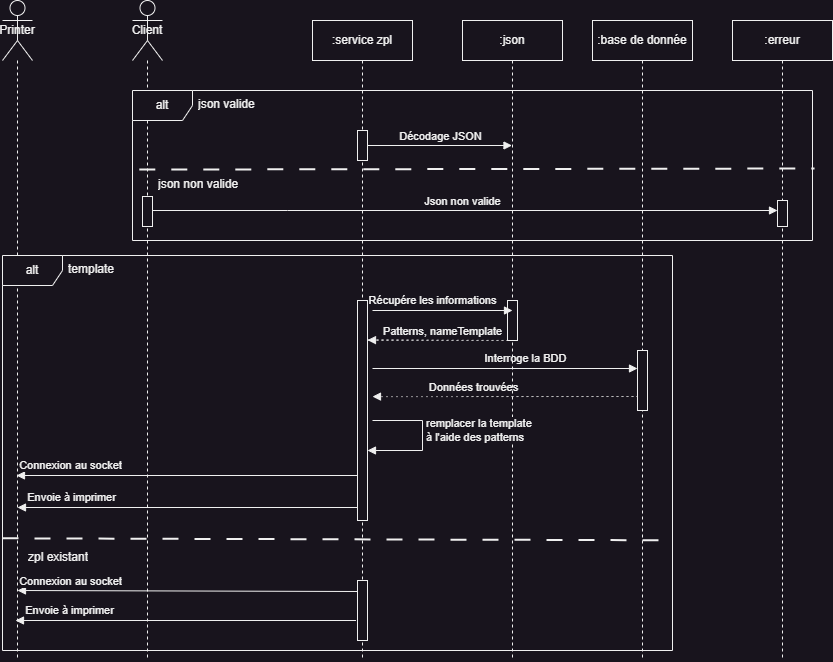 Printer
Client
:service zpl
:json
:base de donnée
:erreur
alt
json valide
Décodage JSON
json non valide
Json non valide
alt
template
Récupére les informations
Patterns, nameTemplate
Interroge la BDD
Données trouvées
remplacer la template
à l'aide des patterns
Connexion au socket
Envoie à imprimer
zpl existant
Connexion au socket
Envoie à imprimer